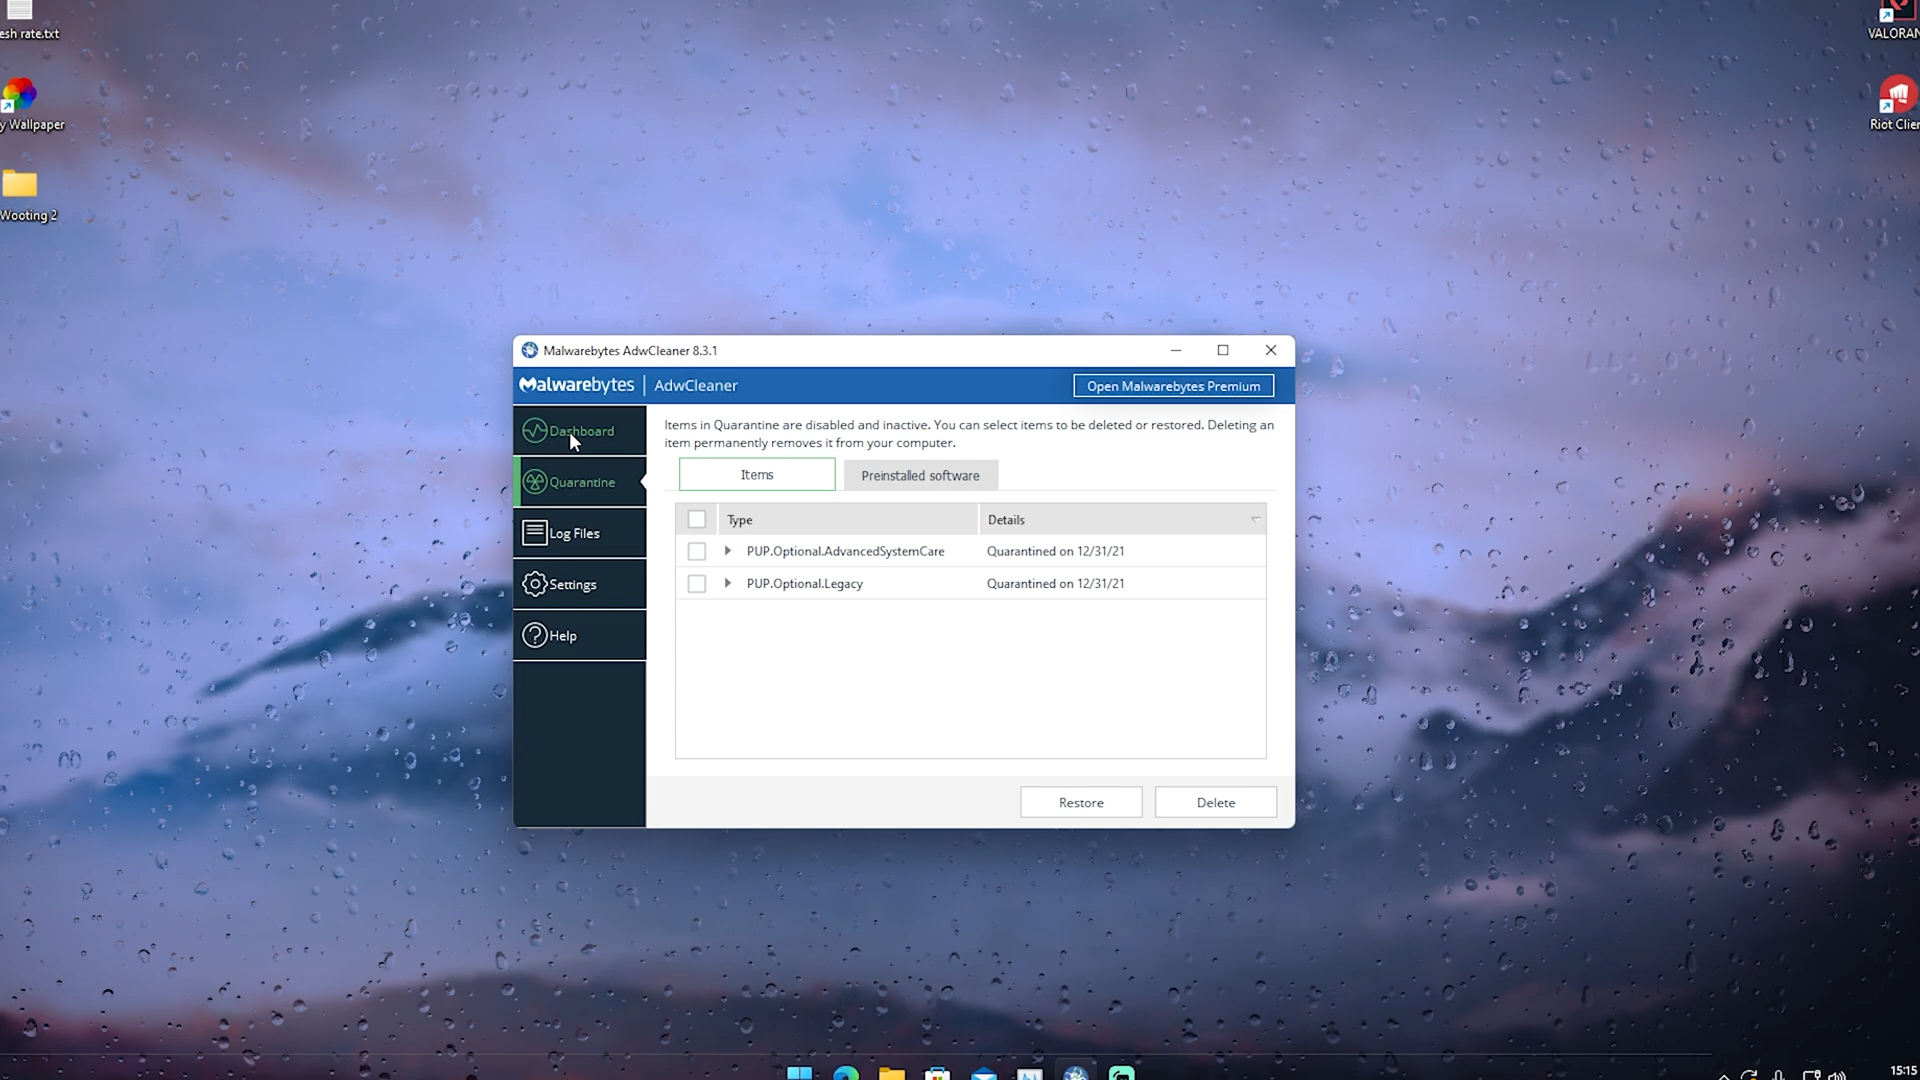 esh rate.txt
y Wallpaper
Wooting 2
VALORAN
Riot Clier
Malwarebytes AdwCleaner 8.3.1
Malwarebytes | AdwCleaner
Open Malwarebytes Premium
Dashboard
Quarantine
Log Files
Settings
Help
Items in Quarantine are disabled and inactive. You can select items to be deleted or restored. Deleting an
item permanently removes it from your computer.
Items
Preinstalled software
Type
Details
PUP.Optional.AdvancedSystemCare
Quarantined on 12/31/21
PUP.Optional.Legacy
Quarantined on 12/31/21
Restore
Delete
15:15